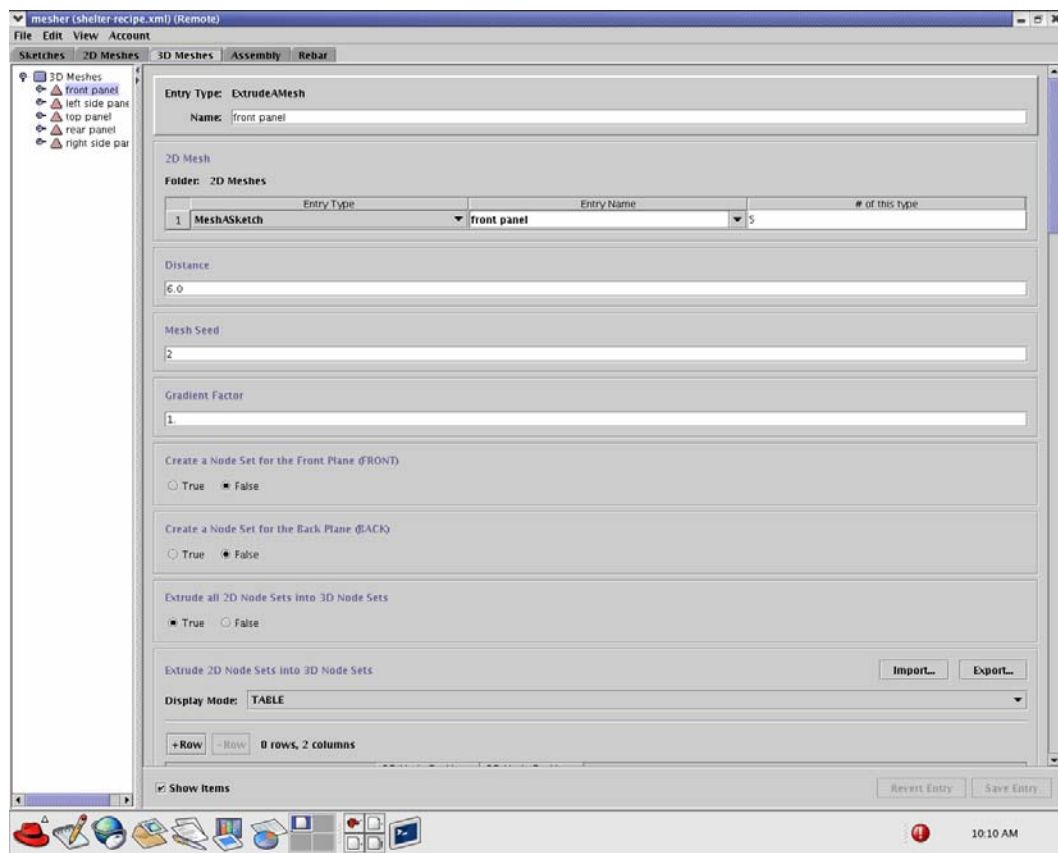 mesher (shelter-recipe.xml) (Remote)
File Edit View Account
Sketches 2D Meshes 3D Meshes Assembly Rebar
3D Meshes
front panel
left side pane
top panel
rear panel
right side par
Entry Type: ExtrudeAMesh
Name: front panel
2D Mesh
Folder: 2D Meshes
Entry Type Entry Name # of this type
1 MeshASketch front panel 5
Distance
6.0
Mesh Seed
2
Gradient Factor
1.
Create a Node Set for the Front Plane (FRONT)
True False
Create a Node Set for the Back Plane (BACK)
True False
Extrude all 2D Node Sets into 3D Node Sets
True False
Extrude 2D Node Sets into 3D Node Sets Import... Export...
Display Mode: TABLE
+Row -Row 0 rows, 2 columns
Show Items Revert Entry Save Entry
10:10 AM